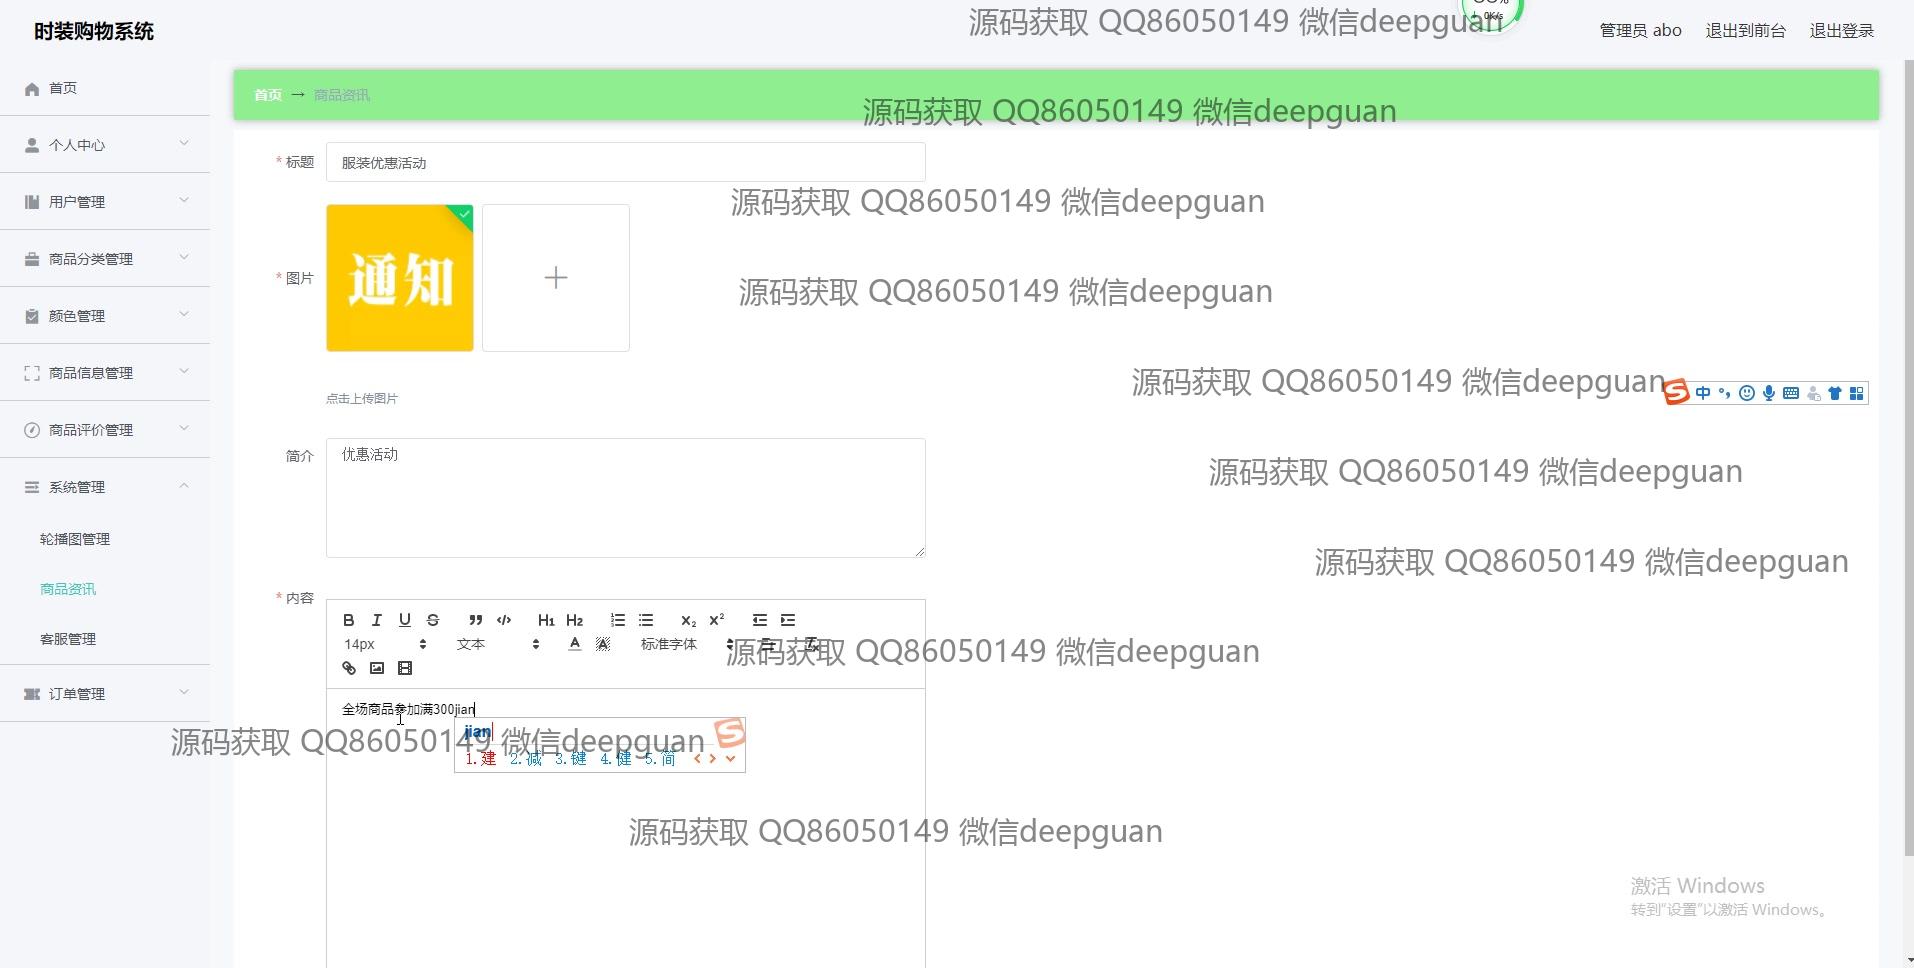 时装购物系统
源码获取 QQ86050149 微信deepguan
0K/s
管理员 abo
退出到前台
退出登录
首页
个人中心
用户管理
商品分类管理
颜色管理
商品信息管理
商品评价管理
系统管理
轮播图管理
商品资讯
客服管理
订单管理
首页 → 商品资讯
源码获取 QQ86050149 微信deepguan
* 标题
服装优惠活动
源码获取 QQ86050149 微信deepguan
* 图片
通知
源码获取 QQ86050149 微信deepguan
点击上传图片
源码获取 QQ86050149 微信deepguan
中
简介
优惠活动
源码获取 QQ86050149 微信deepguan
源码获取 QQ86050149 微信deepguan
* 内容
B I U S H1 H2 X2 X2
14px 文本 A A 标准字体
源码获取 QQ86050149 微信deepguan
全场商品参加满300jian
jian
1.建 2.减 3.键 4.健 5.简
源码获取 QQ86050149 微信deepguan
源码获取 QQ86050149 微信deepguan
激活 Windows
转到"设置"以激活 Windows。